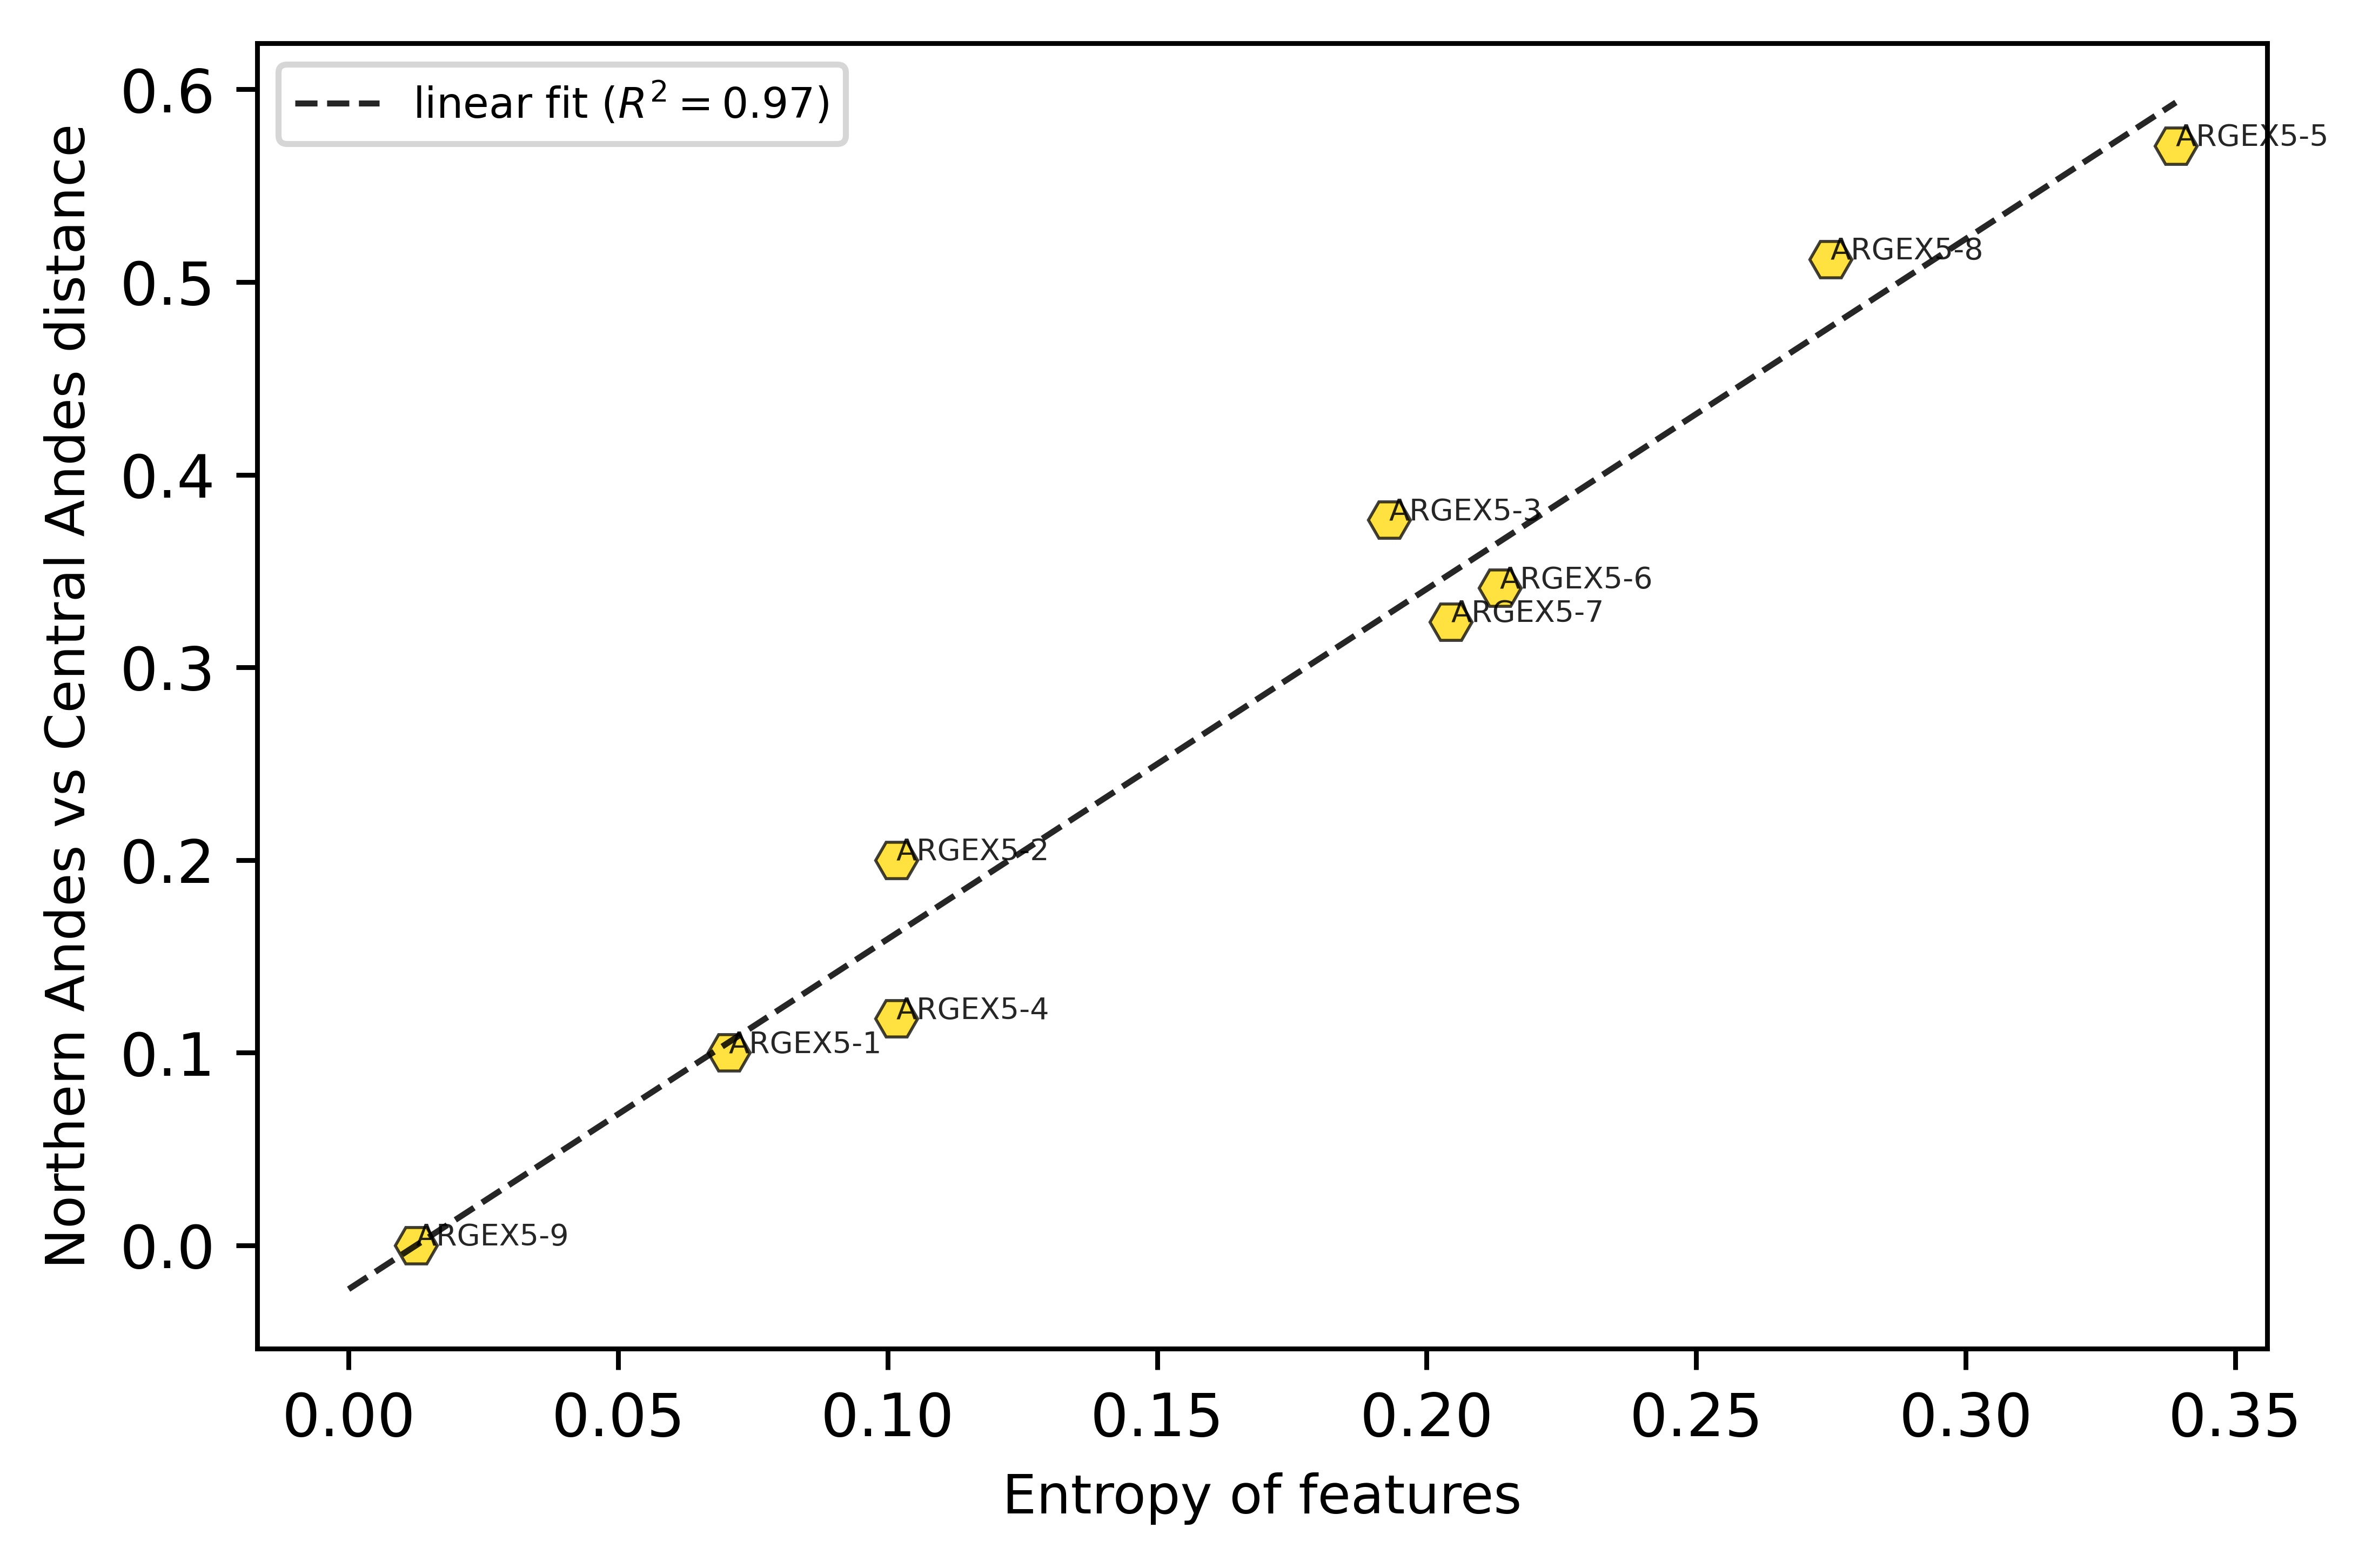 linear fit (R² = 0.97)
Northern Andes vs Central Andes distance
0.6
0.5
0.4
0.3
0.2
0.1
0.0
ARGEX5-5
ARGEX5-8
ARGEX5-3
ARGEX5-6
ARGEX5-7
ARGEX5-2
ARGEX5-4
ARGEX5-1
ARGEX5-9
0.00 0.05 0.10 0.15 0.20 0.25 0.30 0.35
Entropy of features